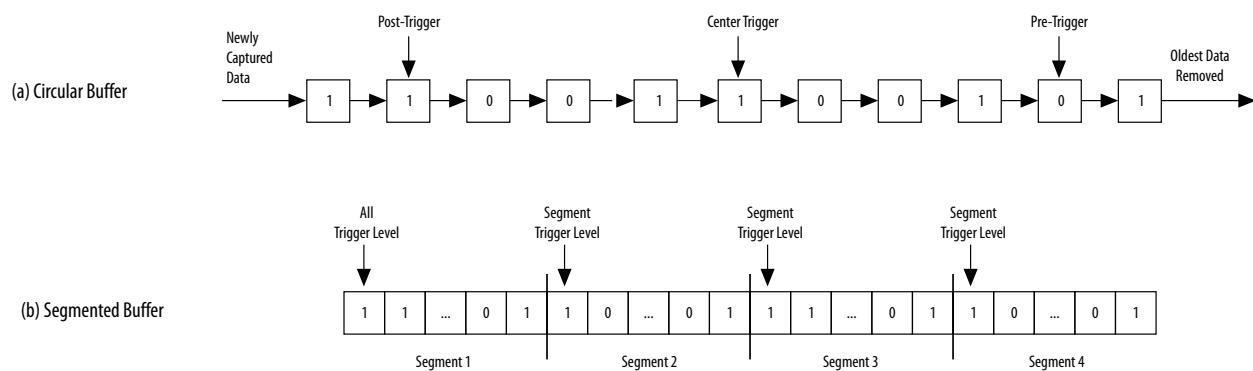 Post-Trigger
Center Trigger
Pre-Trigger
Newly
Captured
Data
Oldest Data
Removed
(a) Circular Buffer
1 1 0 0 1 1 0 0 1 0 1
All
Trigger Level
Segment
Trigger Level
Segment
Trigger Level
Segment
Trigger Level
(b) Segmented Buffer
1 1 ... 0 1 1 0 ... 0 1 1 1 ... 0 1 1 0 ... 0 1
Segment 1
Segment 2
Segment 3
Segment 4